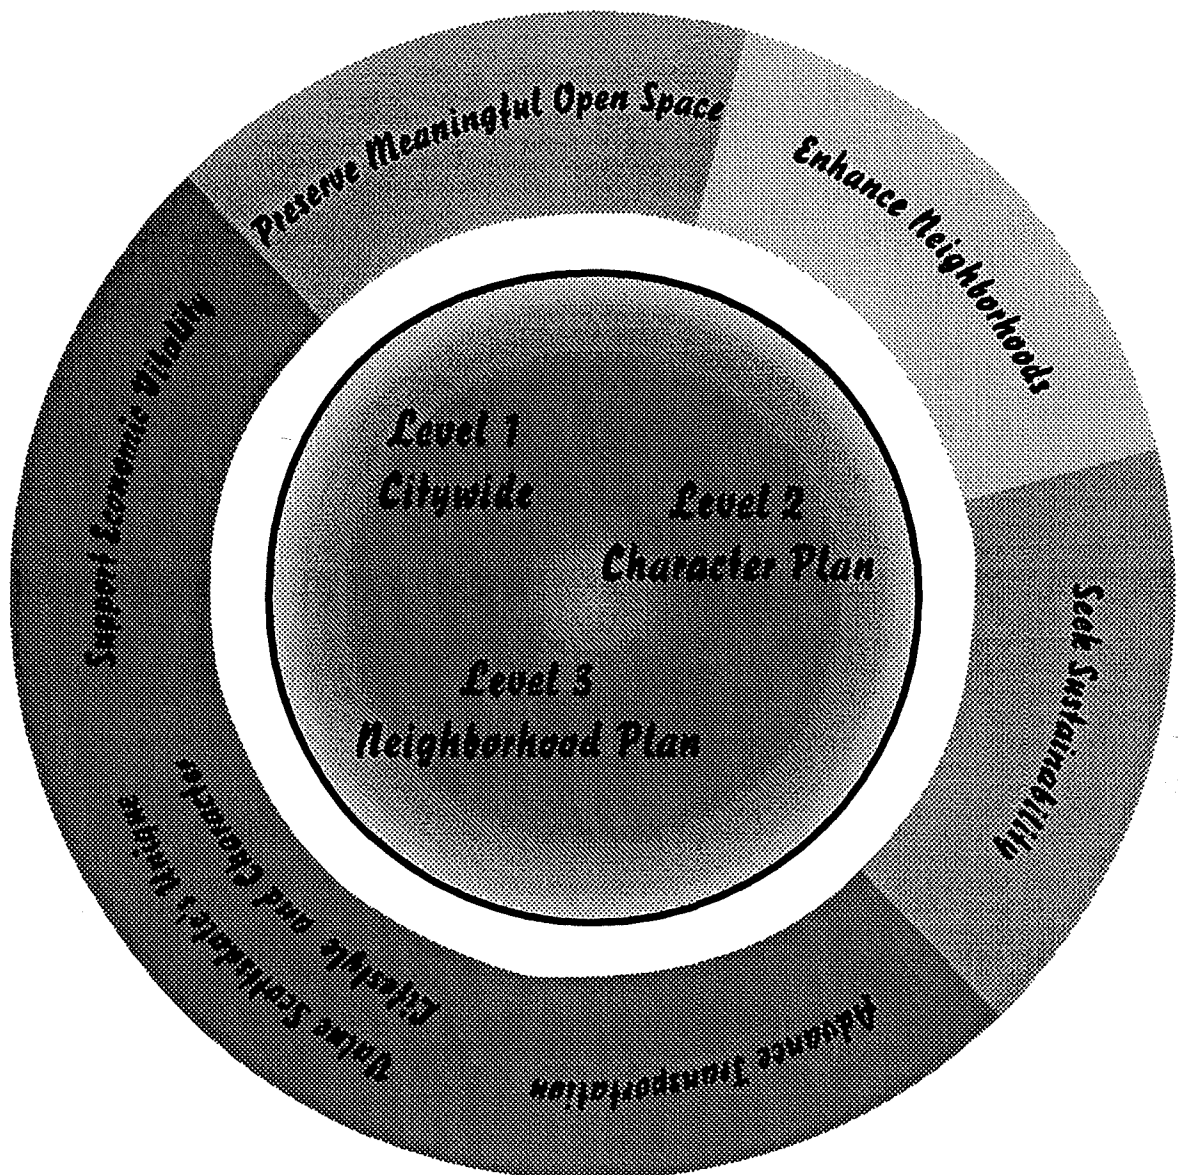 Preserve Meaningful Open Space
Enhance Neighborhoods
Seek Sustainability
Advance Transportation
Value Scottsdale's Unique
Lifestyle and Character
Support Economic Vitality
Level 1
Citywide
Level 2
Character Plan
Level 3
Neighborhood Plan